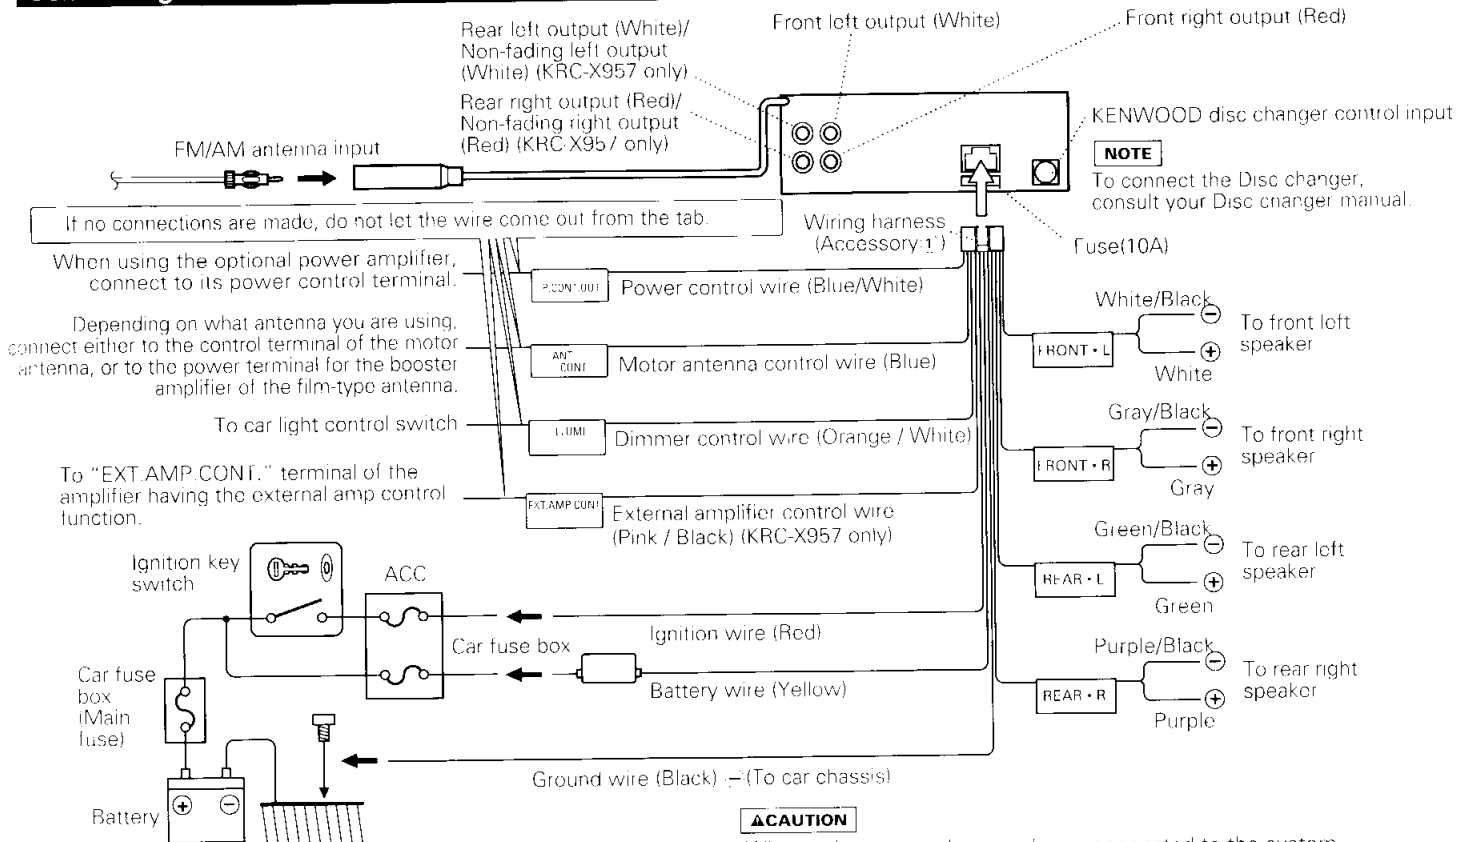 Rear left output (White)/
Non-fading left output
(White) (KRC-X957 only)
Rear right output (Red)/
Non-fading right output
(Red) (KRC-X957 only)
Front left output (White)
Front right output (Red)
KENWOOD disc changer control input
NOTE
To connect the Disc changer,
consult your Disc changer manual.
FM/AM antenna input
If no connections are made, do not let the wire come out from the tab.
Wiring harness
(Accessory 1)
Fuse(10A)
When using the optional power amplifier,
connect to its power control terminal.
P.CONT.OUT
Power control wire (Blue/White)
Depending on what antenna you are using,
connect either to the control terminal of the motor
antenna, or to the power terminal for the booster
amplifier of the film-type antenna.
ANT
CONT
Motor antenna control wire (Blue)
To car light control switch
Dimmer control wire (Orange / White)
To "EXT.AMP.CONT." terminal of the
amplifier having the external amp control
function.
EXT.AMP.CONT
External amplifier control wire
(Pink / Black) (KRC-X957 only)
White/Black
FRONT • L
White
To front left
speaker
Gray/Black
FRONT • R
Gray
To front right
speaker
Green/Black
REAR • L
Green
To rear left
speaker
Purple/Black
REAR • R
Purple
To rear right
speaker
Ignition key
switch
ACC
Ignition wire (Red)
Car fuse box
Battery wire (Yellow)
Car fuse
box
(Main
fuse)
Ground wire (Black) ⊖ (To car chassis)
Battery
⚠CAUTION